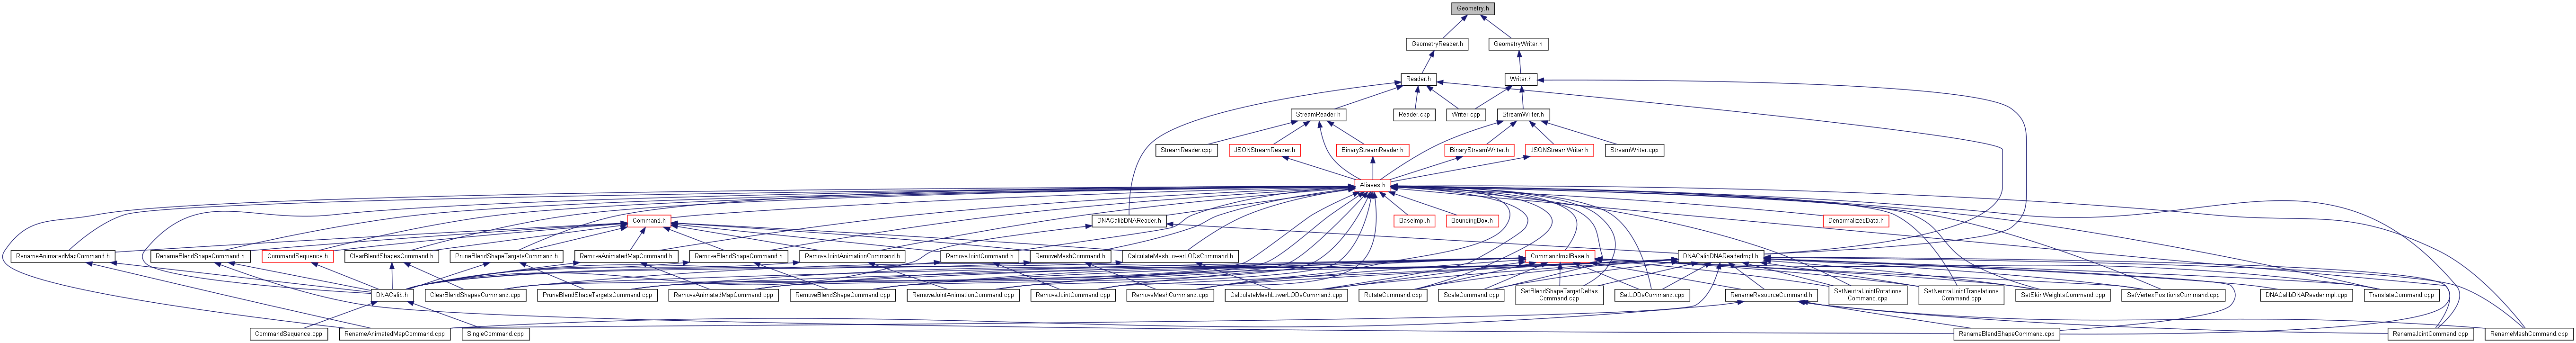 Geometry.h
GeometryReader.h
GeometryWriter.h
Reader.h
Writer.h
StreamReader.h
Reader.cpp
Writer.cpp
StreamWriter.h
StreamReader.cpp
JSONStreamReader.h
BinaryStreamReader.h
BinaryStreamWriter.h
JSONStreamWriter.h
StreamWriter.cpp
Aliases.h
Command.h
DNACalibDNAReader.h
BaseImpl.h
BoundingBox.h
DenormalizedData.h
RenameAnimatedMapCommand.h
RenameBlendShapeCommand.h
CommandSequence.h
ClearBlendShapesCommand.h
PruneBlendShapeTargetsCommand.h
RemoveAnimatedMapCommand.h
RemoveBlendShapeCommand.h
RemoveJointAnimationCommand.h
RemoveJointCommand.h
RemoveMeshCommand.h
CalculateMeshLowerLODsCommand.h
CommandImplBase.h
DNACalibDNAReaderImpl.h
DNACalib.h
ClearBlendShapesCommand.cpp
PruneBlendShapeTargetsCommand.cpp
RemoveAnimatedMapCommand.cpp
RemoveBlendShapeCommand.cpp
RemoveJointAnimationCommand.cpp
RemoveJointCommand.cpp
RemoveMeshCommand.cpp
CalculateMeshLowerLODsCommand.cpp
RotateCommand.cpp
ScaleCommand.cpp
SetBlendShapeTargetDeltas
Command.cpp
SetLODsCommand.cpp
RenameResourceCommand.h
SetNeutralJointRotations
Command.cpp
SetNeutralJointTranslations
Command.cpp
SetSkinWeightsCommand.cpp
SetVertexPositionsCommand.cpp
DNACalibDNAReaderImpl.cpp
TranslateCommand.cpp
CommandSequence.cpp
RenameAnimatedMapCommand.cpp
SingleCommand.cpp
RenameBlendShapeCommand.cpp
RenameJointCommand.cpp
RenameMeshCommand.cpp